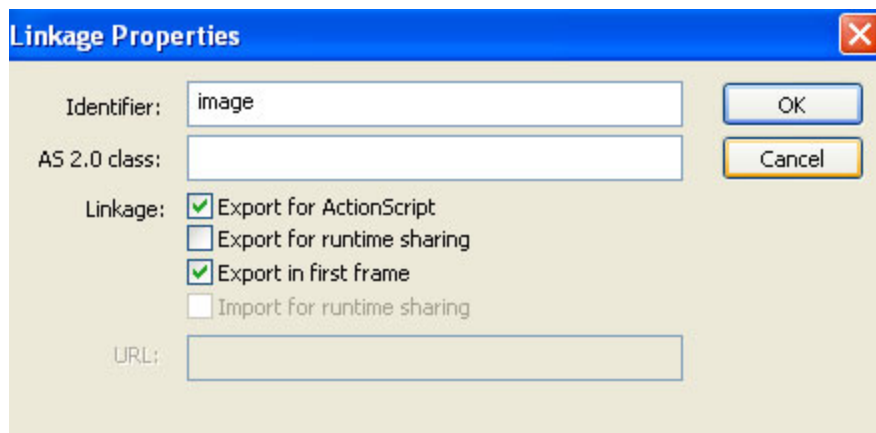 Linkage Properties
Identifier: image OK
AS 2.0 class: Cancel
Linkage: Export for ActionScript
Export for runtime sharing
Export in first frame
Import for runtime sharing
URL: